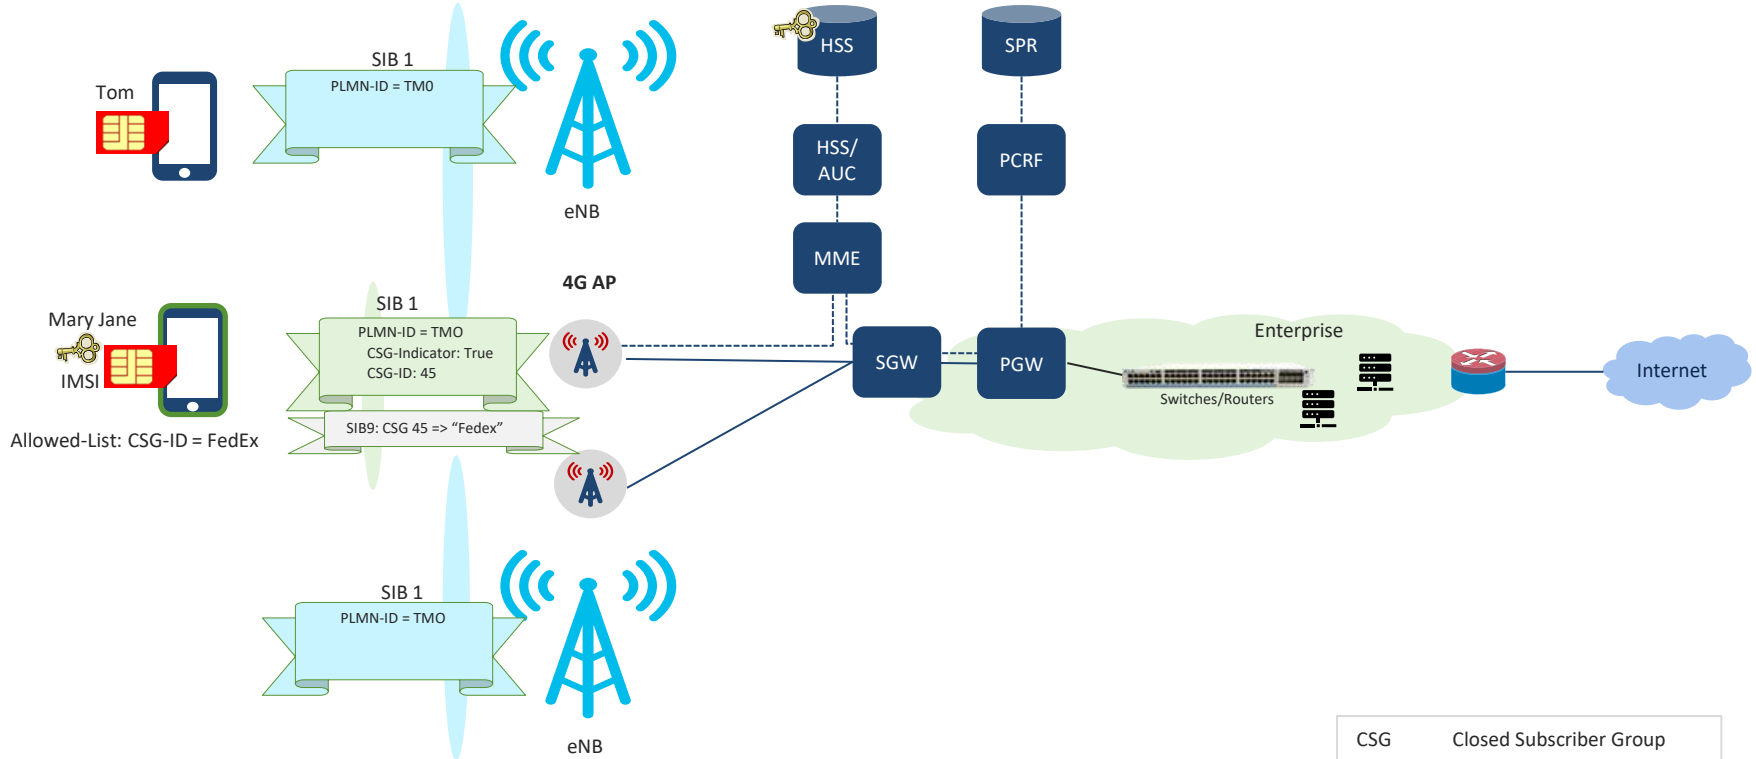 Tom
SIB 1
PLMN-ID = TM0
eNB
HSS
SPR
HSS/
AUC
PCRF
MME
4G AP
Mary Jane
IMSI
Allowed-List: CSG-ID = FedEx
SIB 1
PLMN-ID = TMO
CSG-Indicator: True
CSG-ID: 45
SIB9: CSG 45 => “Fedex”
SGW
PGW
Enterprise
Switches/Routers
Internet
SIB 1
PLMN-ID = TMO
eNB
CSG Closed Subscriber Group